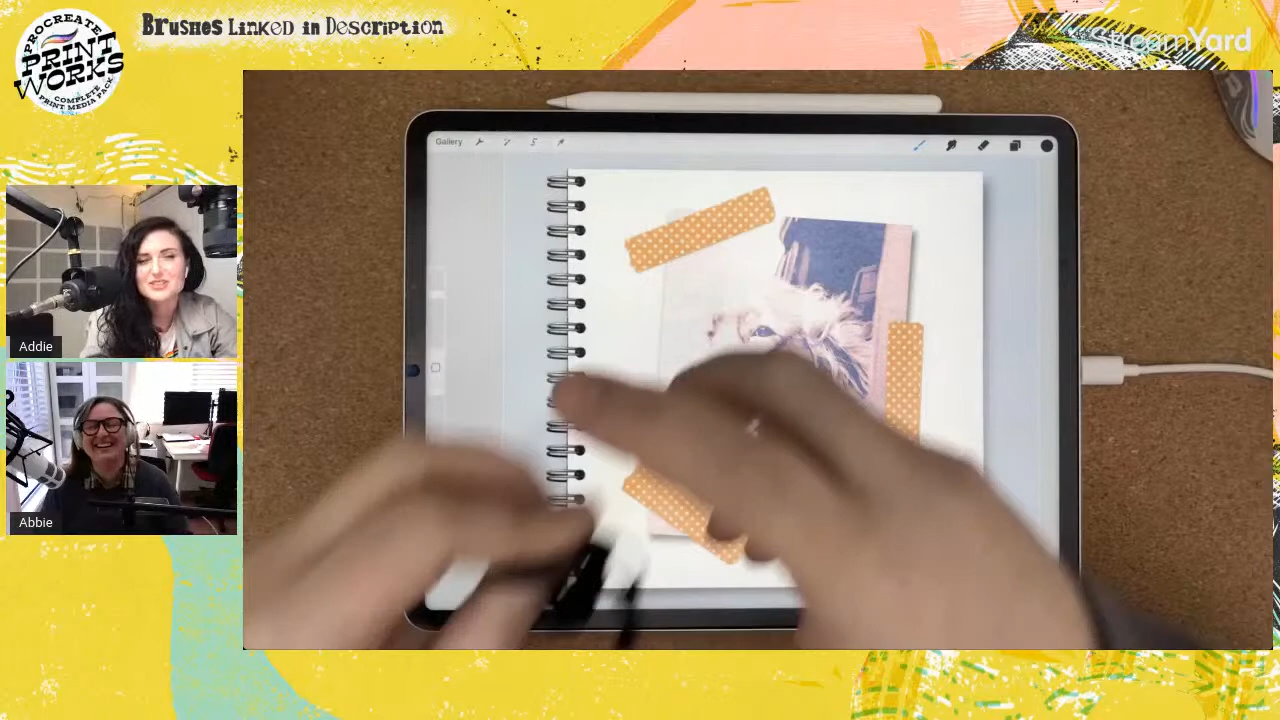 Brushes Linked in Description
StreamYard
PROCREATE
PRINT
WORKS
COMPLETE
PRINT MEDIA PACK
Gallery
Addie
Abbie